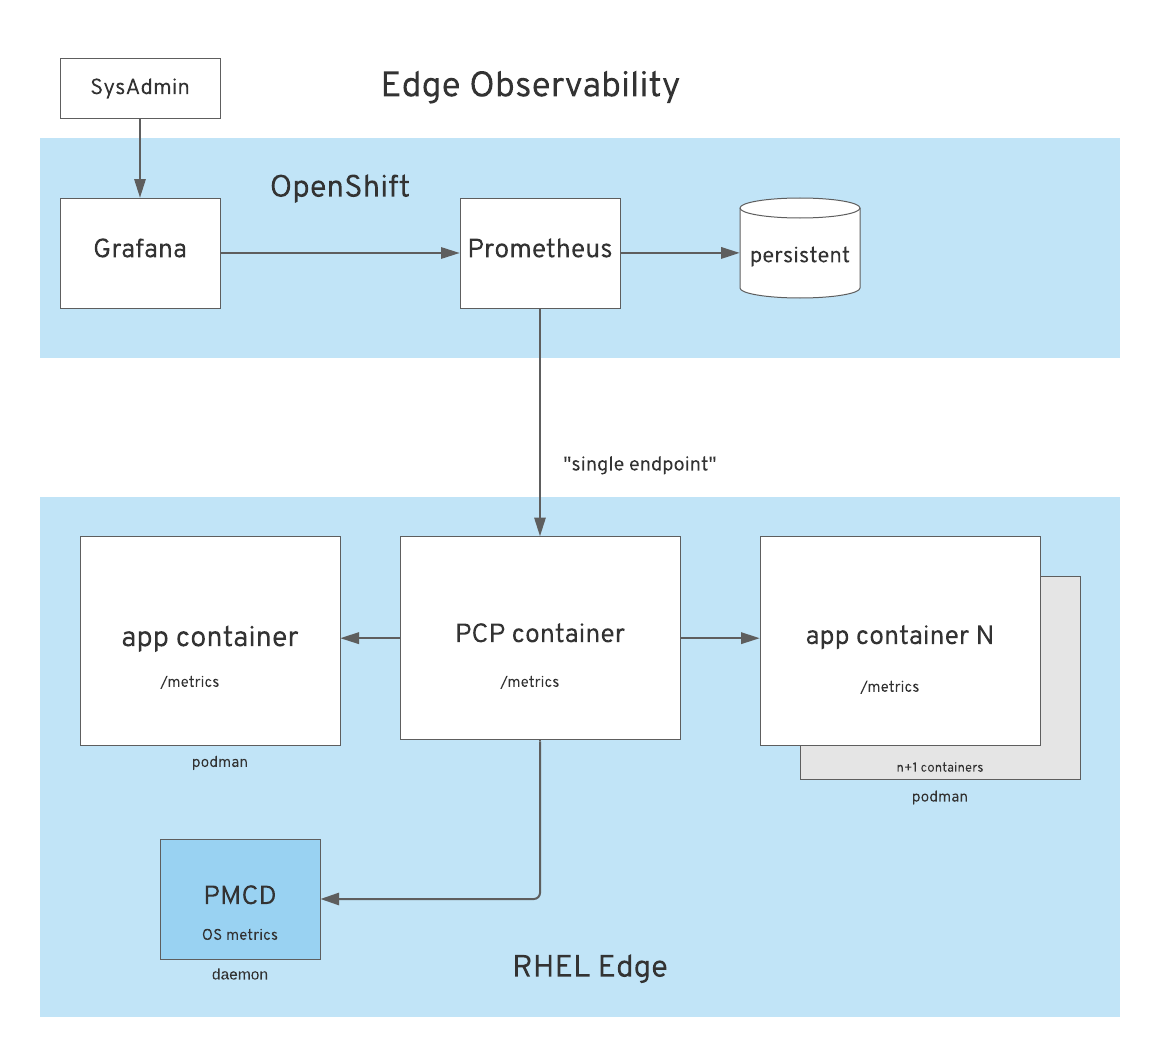 SysAdmin
Edge Observability
OpenShift
Grafana
Prometheus
persistent
"single endpoint"
app container
/metrics
podman
PCP container
/metrics
app container N
/metrics
n+1 containers
podman
PMCD
OS metrics
daemon
RHEL Edge